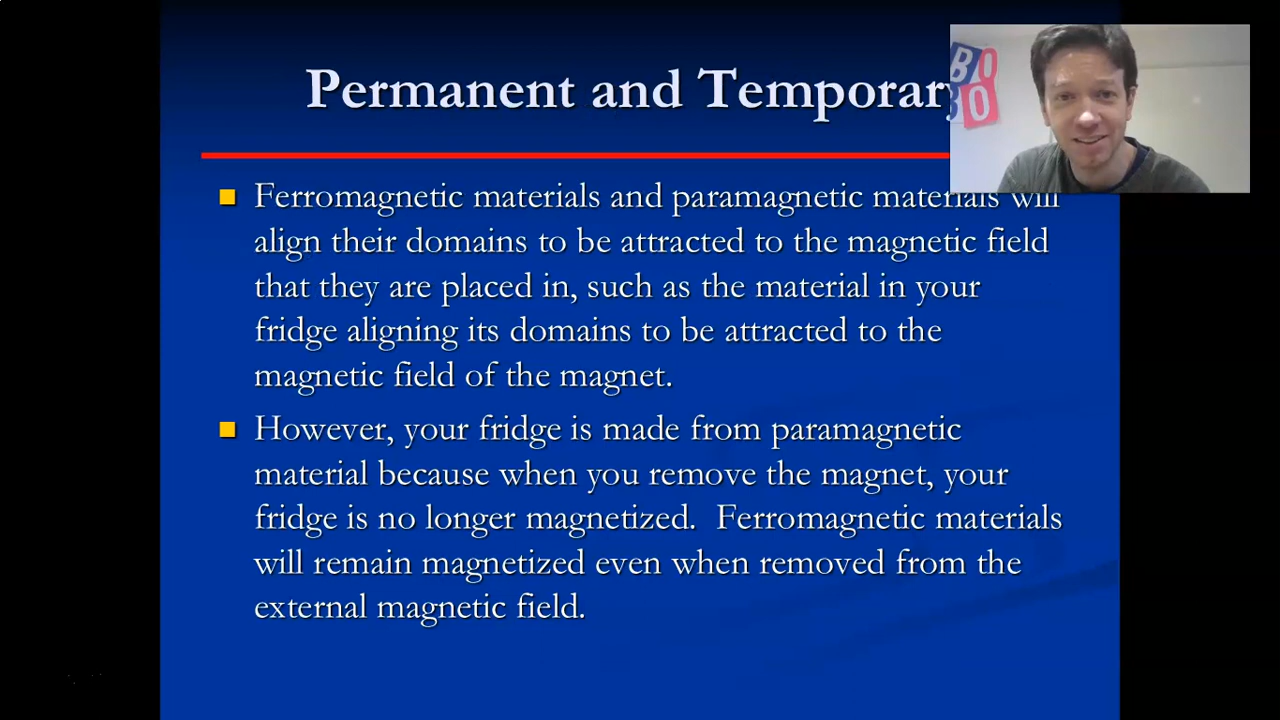 Permanent and Temporary
Ferromagnetic materials and paramagnetic materials will
align their domains to be attracted to the magnetic field
that they are placed in, such as the material in your
fridge aligning its domains to be attracted to the
magnetic field of the magnet.
However, your fridge is made from paramagnetic
material because when you remove the magnet, your
fridge is no longer magnetized. Ferromagnetic materials
will remain magnetized even when removed from the
external magnetic field.
BO
BO